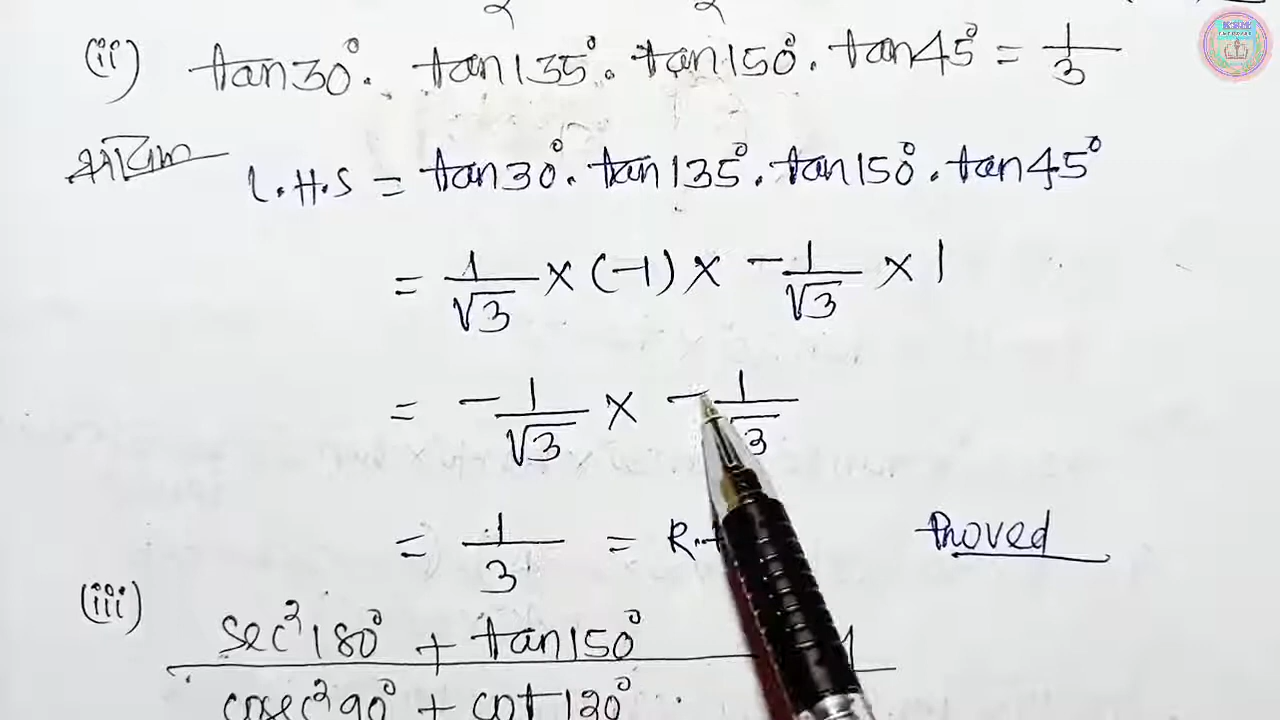 (ii) tan30°. tan135°. tan150°. tan45° = 1/3
L.H.S = tan30°. tan135°. tan150°. tan45°
= 1/√3 × (-1) × -1/√3 × 1
= -1/√3 × -1/√3
= 1/3 = R. Proved
(iii) sec²180° + tan150°
cosec²90° + cot120°